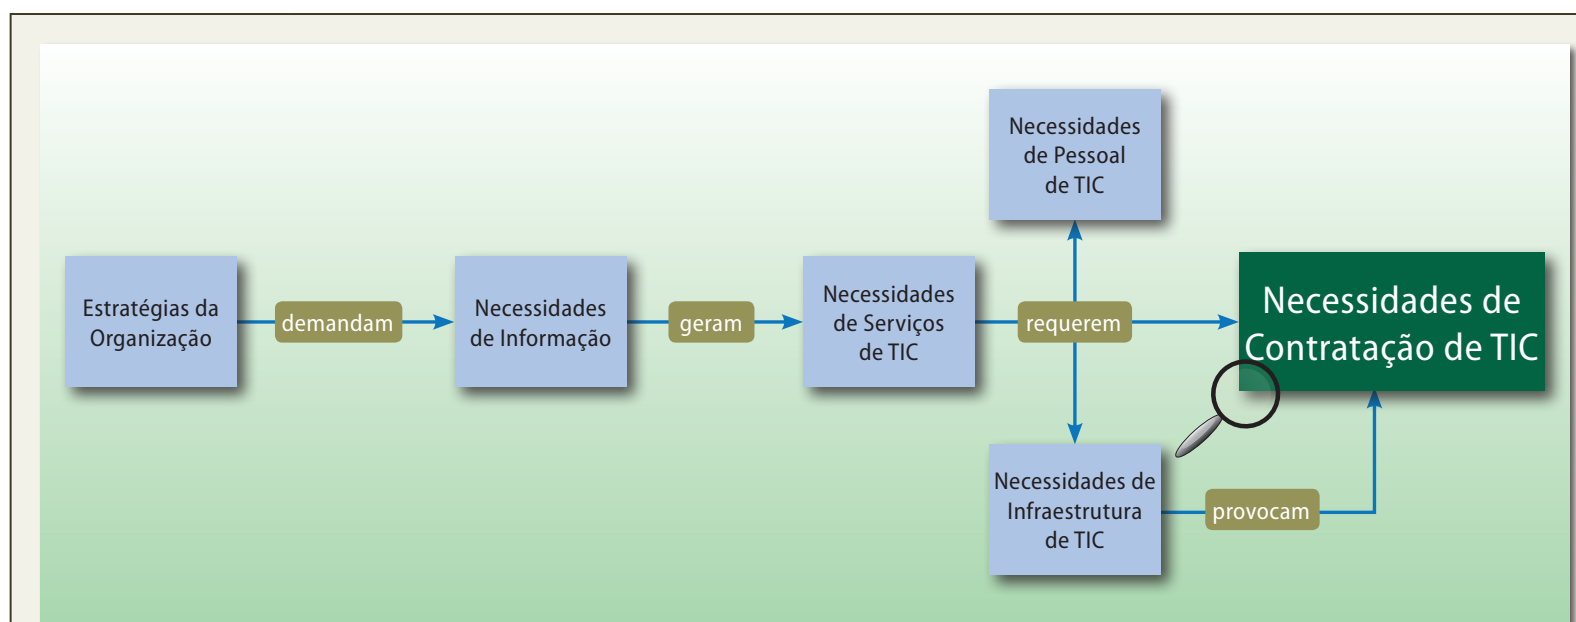 Necessidades
de Pessoal
de TIC
Estratégias da
Organização
demandam
Necessidades
de Informação
geram
Necessidades
de Serviços
de TIC
requerem
Necessidades de
Contratação de TIC
Necessidades de
Infraestrutura
de TIC
provocam